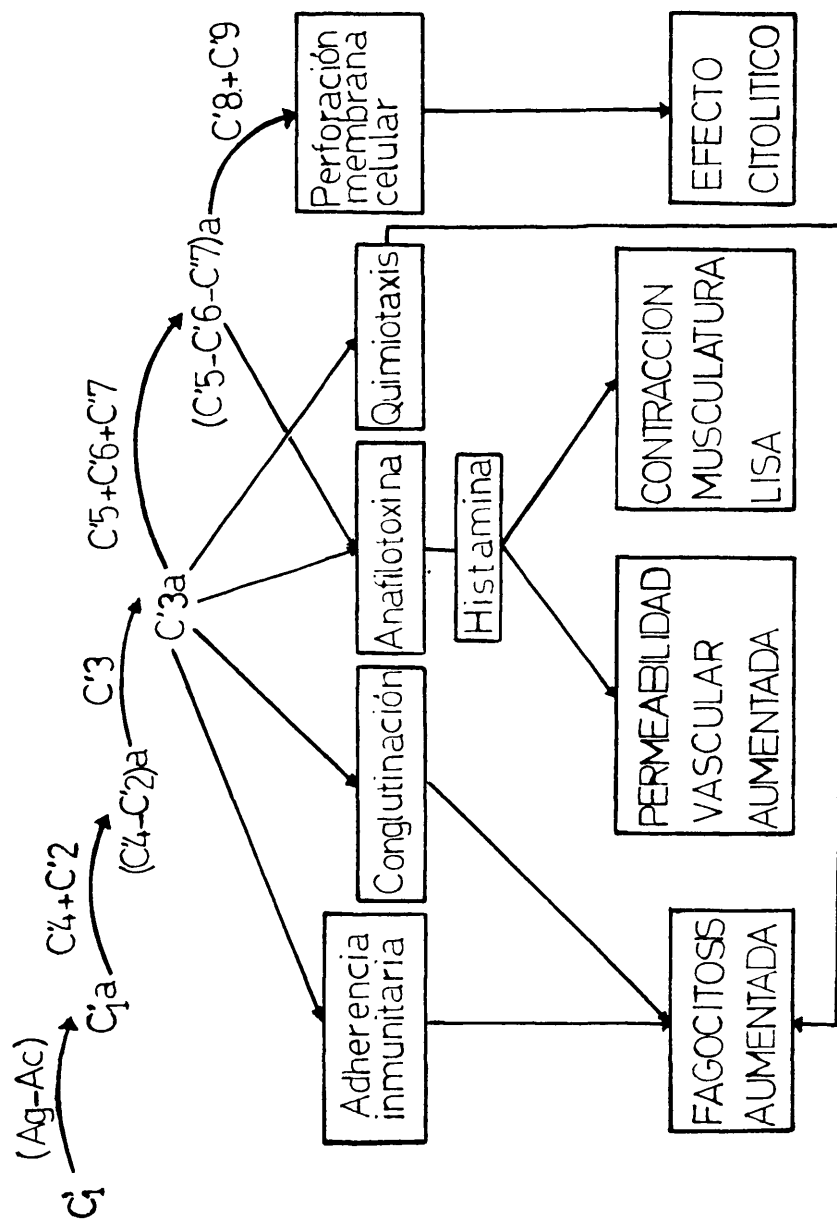 C'1
(Ag-Ac)
C'1a
C'4+C'2
(C'4-C'2)a
C'3
C'3a
C'5+C'6+C'7
(C'5-C'6-C'7)a
C'8+C'9
Adherencia
inmunitaria
Conglutinación
Anafilotoxina
Quimiotaxis
Perforación
membrana
celular
Histamina
FAGOCITOSIS
AUMENTADA
PERMEABILIDAD
VASCULAR
AUMENTADA
CONTRACCION
MUSCULATURA
LISA
EFECTO
CITOLITICO